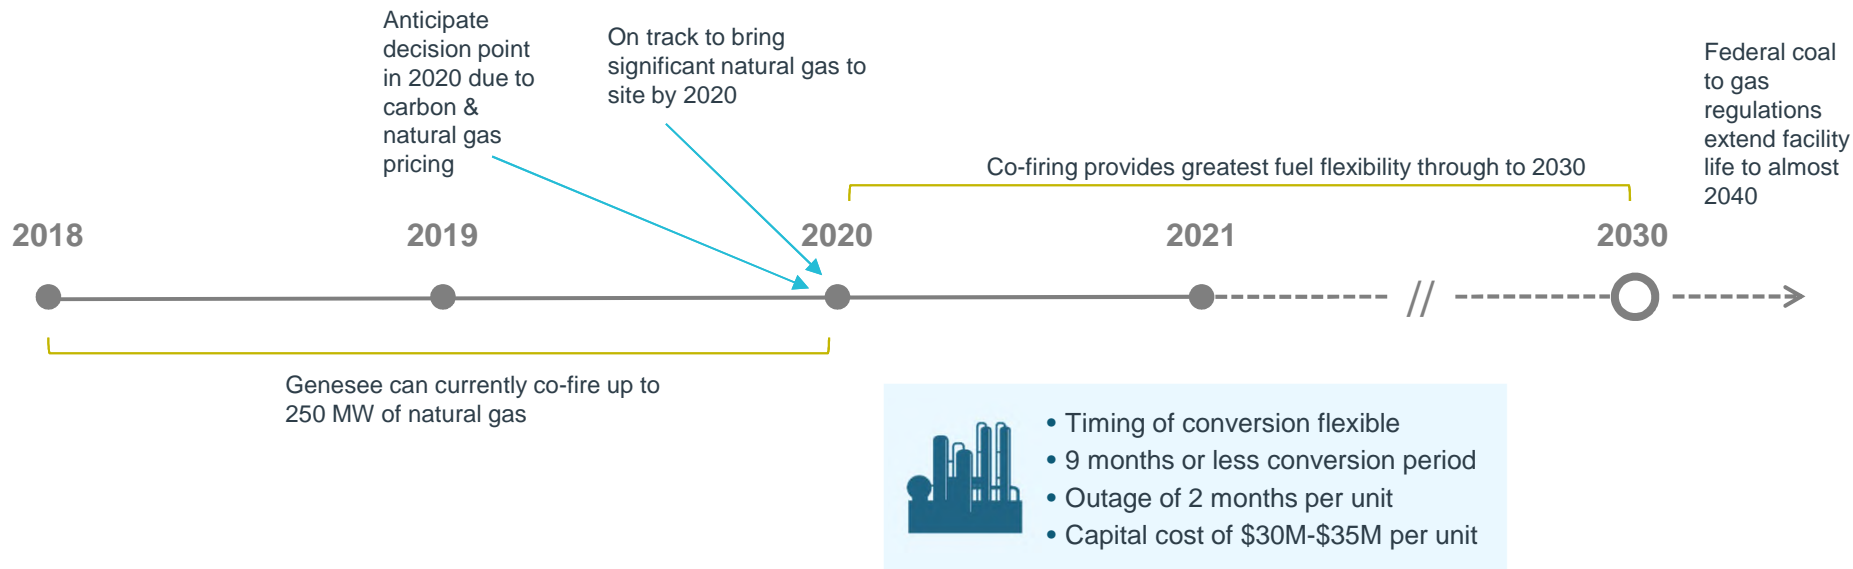 Anticipate
decision point
in 2020 due to
carbon &
natural gas
pricing
On track to bring
significant natural gas to
site by 2020
Federal coal
to gas
regulations
extend facility
life to almost
2040
Co-firing provides greatest fuel flexibility through to 2030
2018
2019
2020
2021
2030
//
Genesee can currently co-fire up to
250 MW of natural gas
• Timing of conversion flexible
• 9 months or less conversion period
• Outage of 2 months per unit
• Capital cost of $30M-$35M per unit